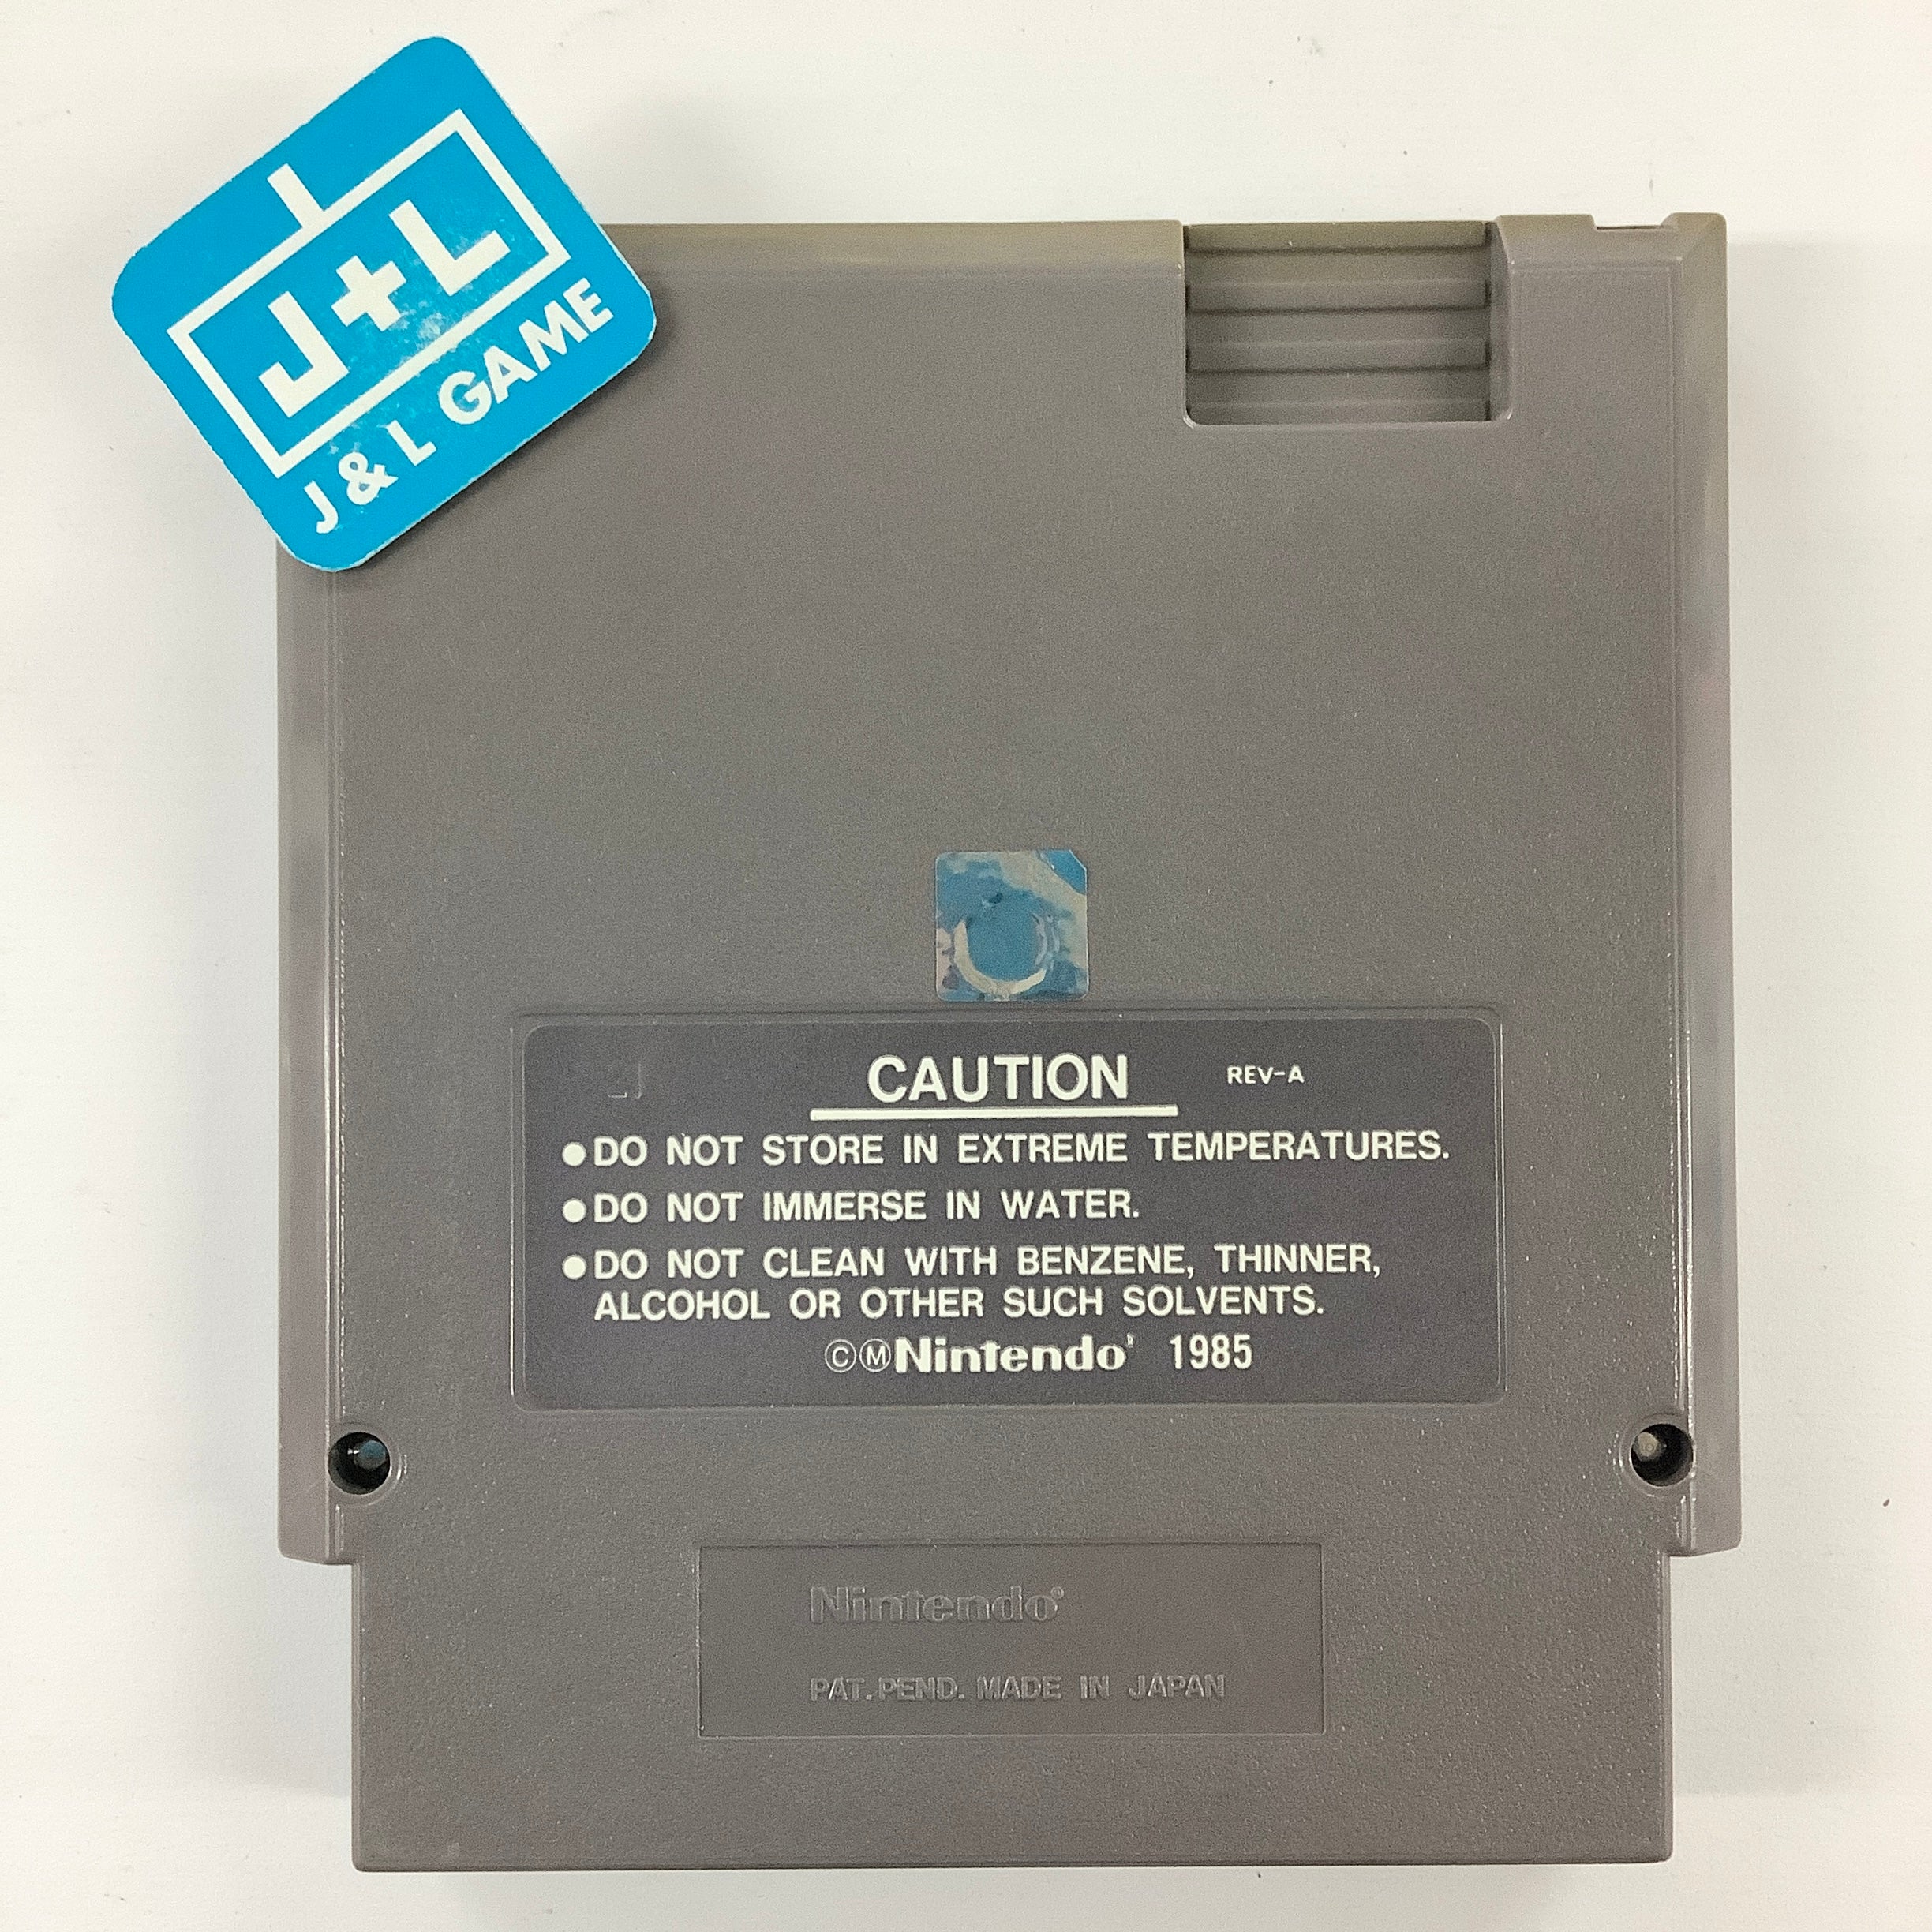 J+L
J & L GAME
CAUTION REV-A
●DO NOT STORE IN EXTREME TEMPERATURES.
●DO NOT IMMERSE IN WATER.
●DO NOT CLEAN WITH BENZENE, THINNER,
ALCOHOL OR OTHER SUCH SOLVENTS.
©ⓂNintendo® 1985
Nintendo®
PAT. PEND. MADE IN JAPAN